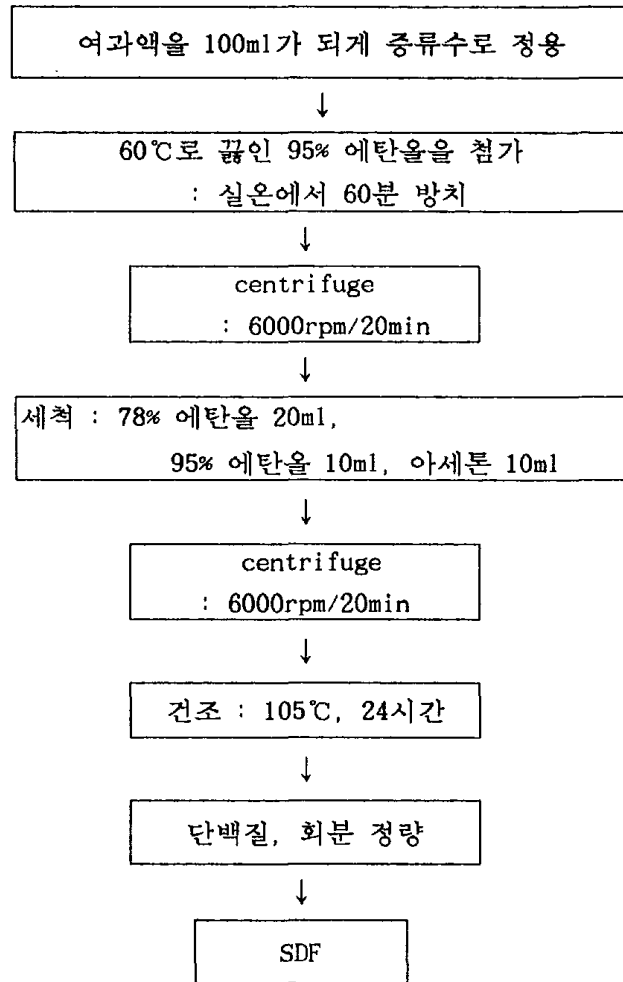 여과액을 100ml가 되게 증류수로 정용
↓
60℃로 끓인 95% 에탄올을 첨가
: 실온에서 60분 방치
↓
centrifuge
: 6000rpm/20min
↓
세척 : 78% 에탄올 20ml,
95% 에탄올 10ml, 아세톤 10ml
↓
centrifuge
: 6000rpm/20min
↓
건조 : 105℃, 24시간
↓
단백질, 회분 정량
↓
SDF